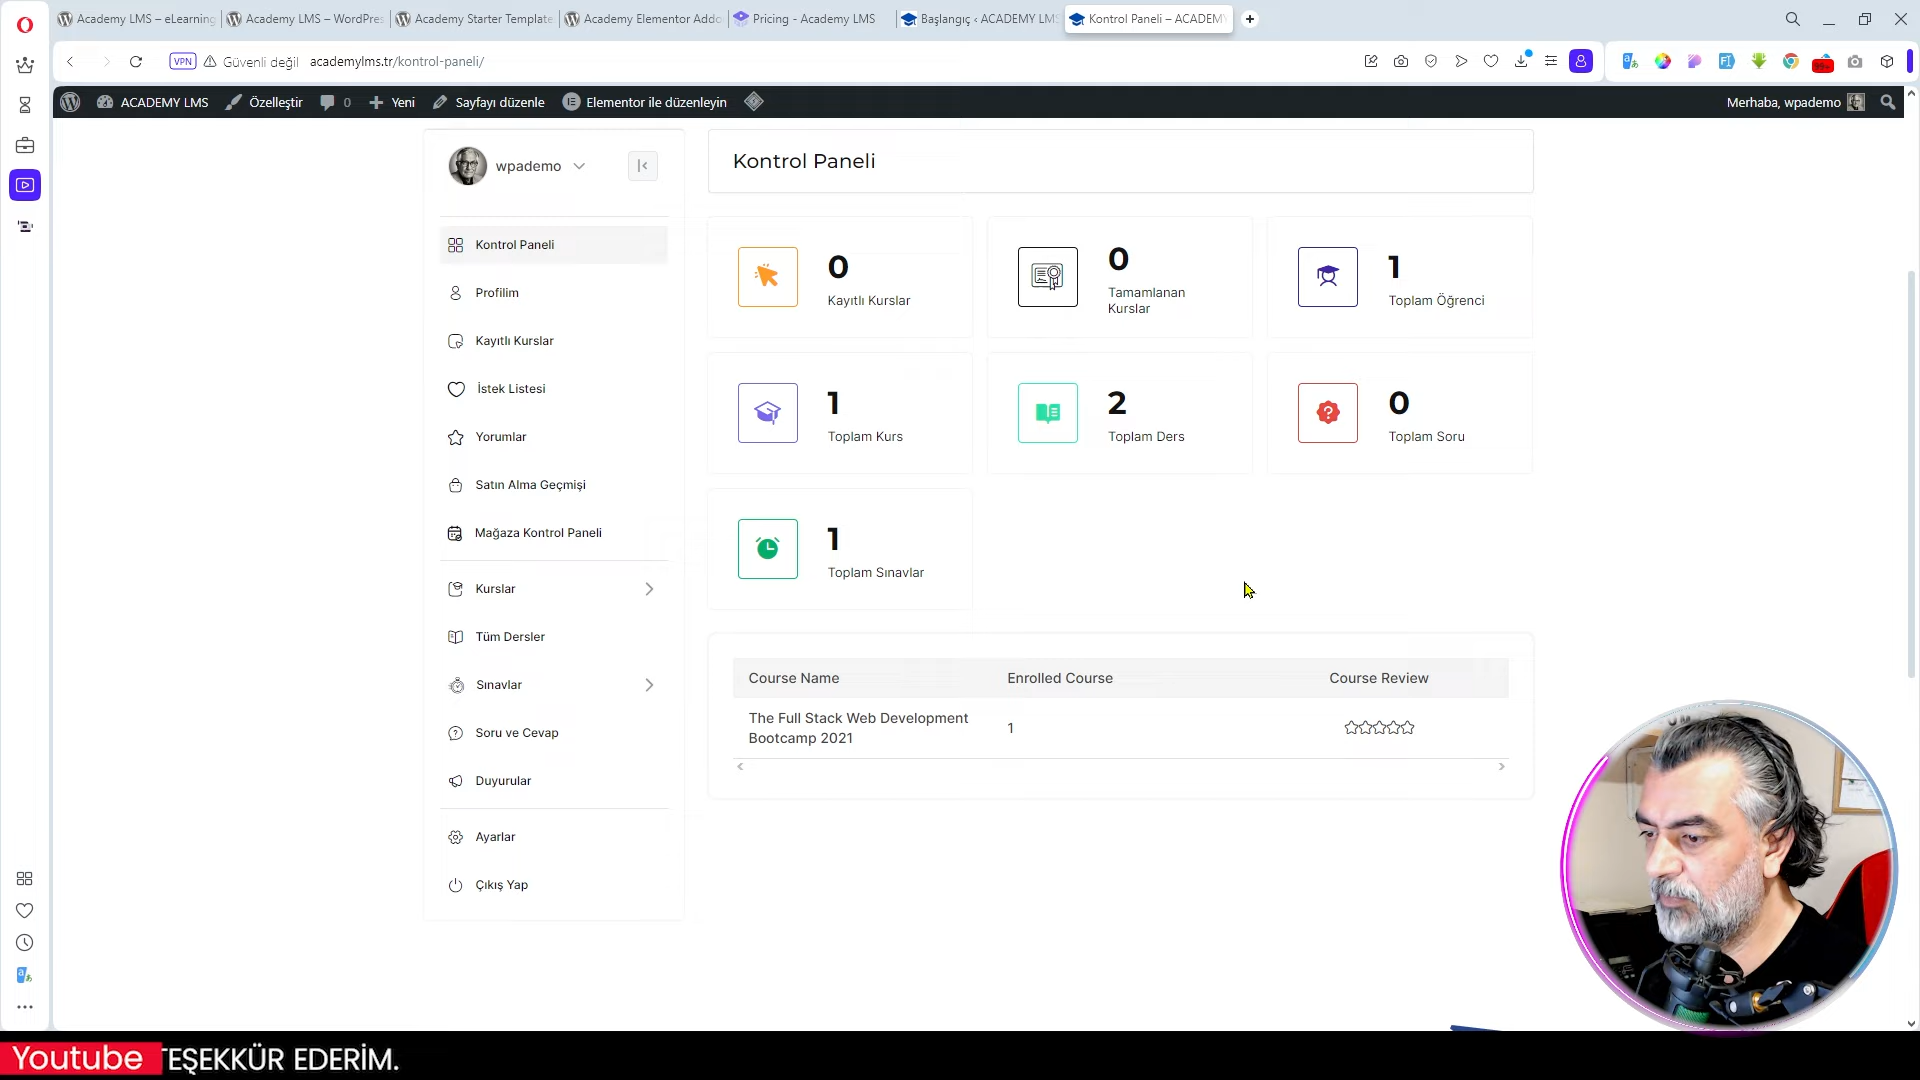 Academy LMS – eLearning
Academy LMS – WordPres
Academy Starter Template
Academy Elementor Addo
Pricing - Academy LMS
Başlangıç ‹ ACADEMY LMS
Kontrol Paneli – ACADEMY
VPN
Güvenli değil
academylms.tr/kontrol-paneli/
99+
ACADEMY LMS
Özelleştir
0
Yeni
Sayfayı düzenle
Elementor ile düzenleyin
Merhaba, wpademo
wpademo
Kontrol Paneli
Profilim
Kayıtlı Kurslar
İstek Listesi
Yorumlar
Satın Alma Geçmişi
Mağaza Kontrol Paneli
Kurslar
Tüm Dersler
Sınavlar
Soru ve Cevap
Duyurular
Ayarlar
Çıkış Yap
Kontrol Paneli
0
Kayıtlı Kurslar
0
Tamamlanan
Kurslar
1
Toplam Öğrenci
1
Toplam Kurs
2
Toplam Ders
0
Toplam Soru
1
Toplam Sınavlar
Course Name
Enrolled Course
Course Review
The Full Stack Web Development
Bootcamp 2021
1
Youtube
TEŞEKKÜR EDERİM.